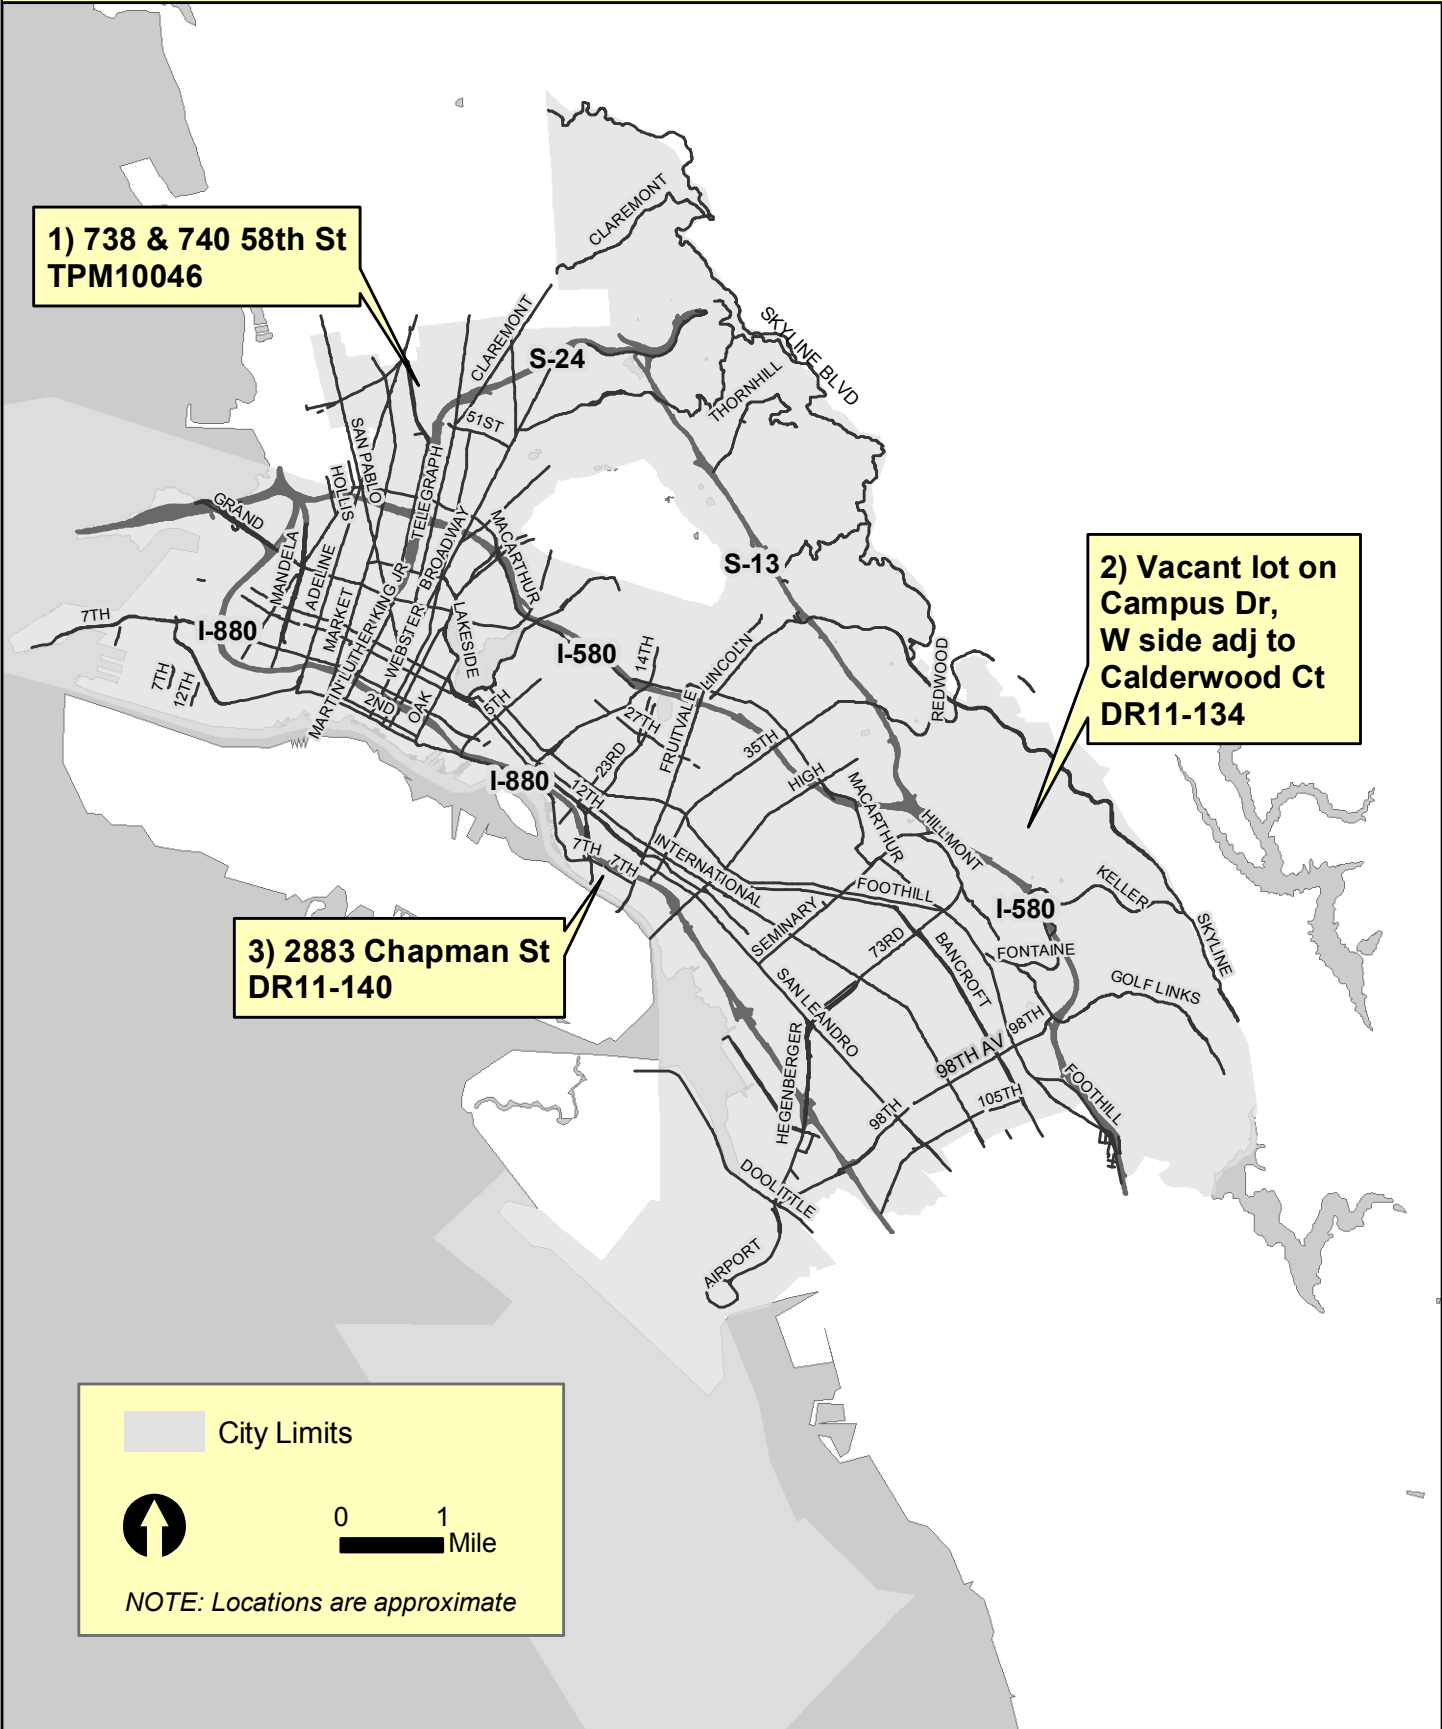 CLAREMONT
1) 738 & 740 58th St
TPM10046
CLAREMONT
SKYLINE BLVD
S-24
THORNHILL
51ST
SAN PABLO
HOLLIS
TELEGRAPH
GRAND
BROADWAY
MACARTHUR
MANDELA
ADELINE
S-13
2) Vacant lot on
Campus Dr,
W side adj to
Calderwood Ct
DR11-134
MARKET
MARTIN LUTHER KING JR
WEBSTER
LAKESIDE
7TH
I-880
I-580
14TH
LINCOLN
REDWOOD
7TH
12TH
2ND
OAK
5TH
27TH
FRUITVALE
35TH
23RD
I-880
12TH
HIGH
MACARTHUR
HILLMONT
7TH
7TH
INTERNATIONAL
FOOTHILL
KELLER
I-580
SEMINARY
73RD
BANCROFT
FONTAINE
SKYLINE
3) 2883 Chapman St
DR11-140
SAN LEANDRO
GOLF LINKS
HEGENBERGER
98TH AV
98TH
98TH
105TH
FOOTHILL
DOOLITTLE
AIRPORT
City Limits
0 1
Mile
NOTE: Locations are approximate